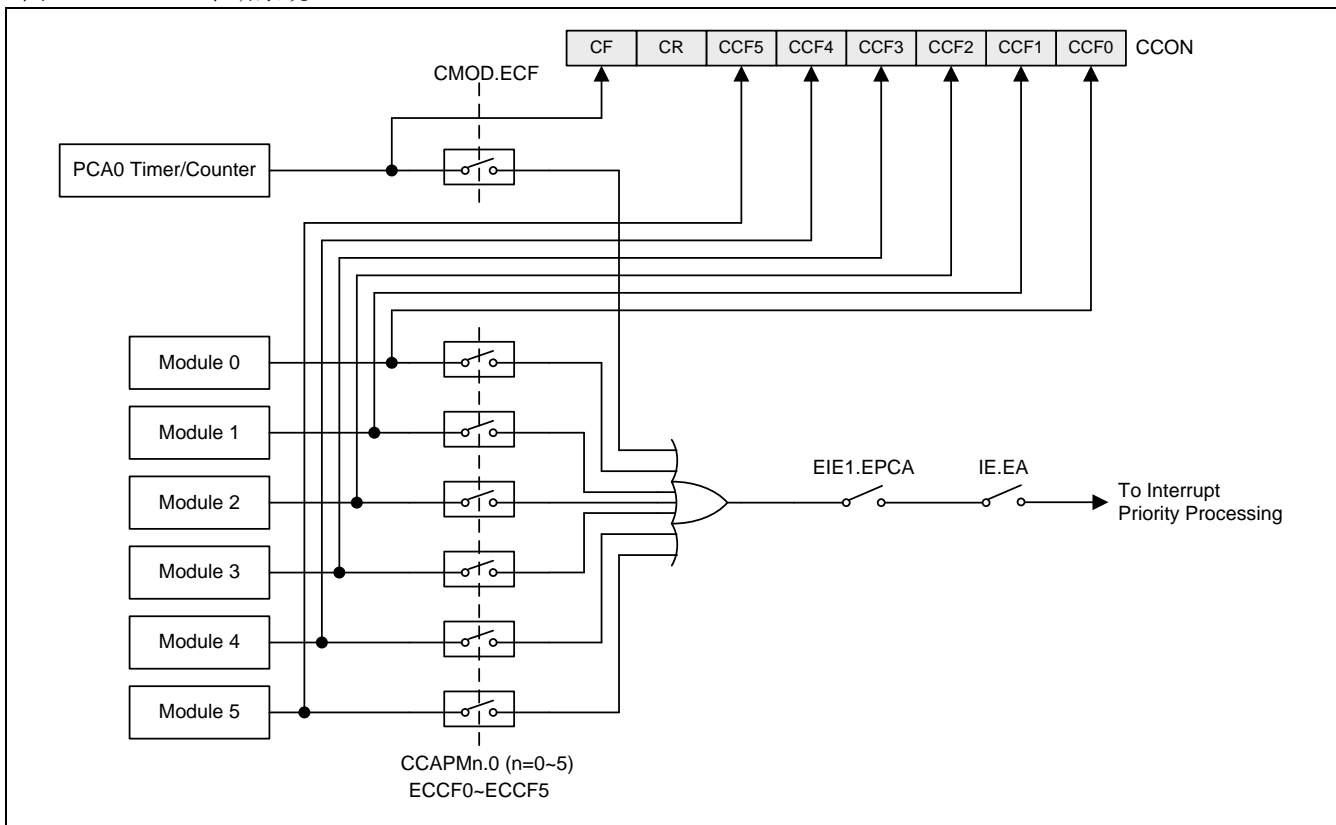 CF CR CCF5 CCF4 CCF3 CCF2 CCF1 CCF0 CCON
CMOD.ECF
PCA0 Timer/Counter
Module 0
Module 1
Module 2
Module 3
Module 4
Module 5
EIE1.EPCA
IE.EA
To Interrupt
Priority Processing
CCAPMn.0 (n=0~5)
ECCF0~ECCF5